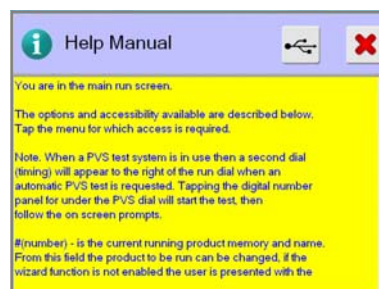 Help Manual
You are in the main run screen.
The options and accessibility available are described below.
Tap the menu for which access is required.
Note. When a PVS test system is in use then a second dial
(timing) will appear to the right of the run dial when an
automatic PVS test is requested. Tapping the digital number
panel for under the PVS dial will start the test, then
follow the on screen prompts.
#(number) - is the current running product memory and name.
From this field the product to be run can be changed, if the
wizard function is not enabled the user is presented with the